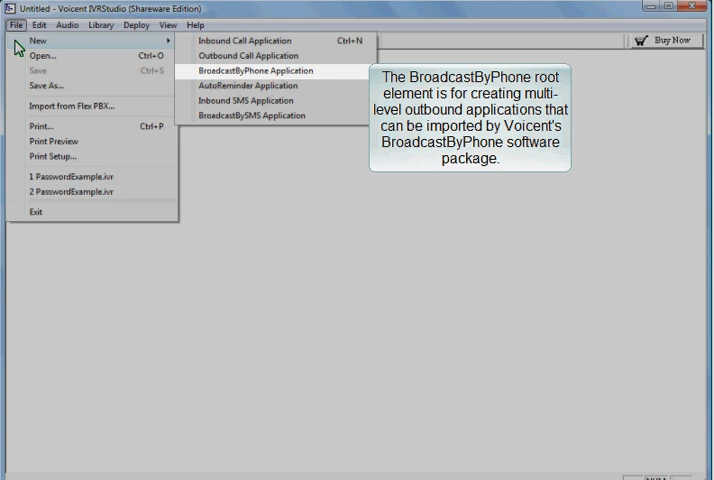 Untitled - Voicent IVRStudio (Shareware Edition)
File Edit Audio Library Deploy View Help
New
Open... Ctrl+O
Save Ctrl+S
Save As...
Import from Flex PBX...
Print... Ctrl+P
Print Preview
Print Setup...
1 PasswordExample.ivr
2 PasswordExample.ivr
Exit
Inbound Call Application Ctrl+N
Outbound Call Application
BroadcastByPhone Application
AutoReminder Application
Inbound SMS Application
BroadcastBySMS Application
Buy Now
The BroadcastByPhone root
element is for creating multi-
level outbound applications that
can be imported by Voicent's
BroadcastByPhone software
package.
NUM